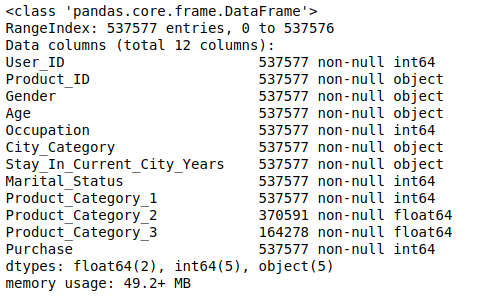 <class 'pandas.core.frame.DataFrame'>
RangeIndex: 537577 entries, 0 to 537576
Data columns (total 12 columns):
User_ID                       537577 non-null int64
Product_ID                    537577 non-null object
Gender                        537577 non-null object
Age                           537577 non-null object
Occupation                    537577 non-null int64
City_Category                 537577 non-null object
Stay_In_Current_City_Years    537577 non-null object
Marital_Status                537577 non-null int64
Product_Category_1            537577 non-null int64
Product_Category_2            370591 non-null float64
Product_Category_3            164278 non-null float64
Purchase                      537577 non-null int64
dtypes: float64(2), int64(5), object(5)
memory usage: 49.2+ MB